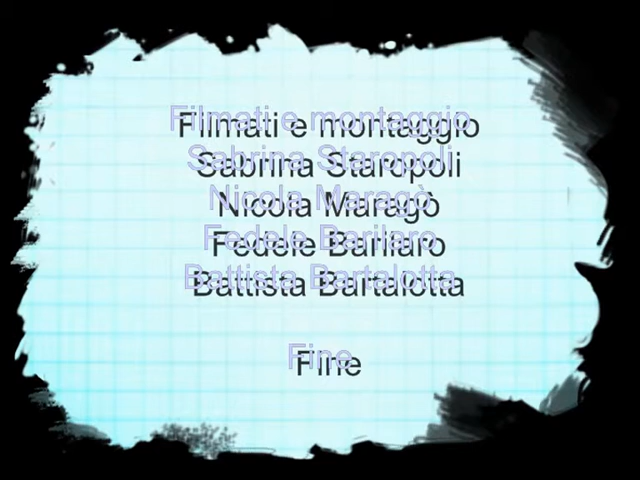 Filmati e montaggio
Sabrina Staropoli
Nicola Maragò
Fedele Barilaro
Battista Bartalotta
Fine